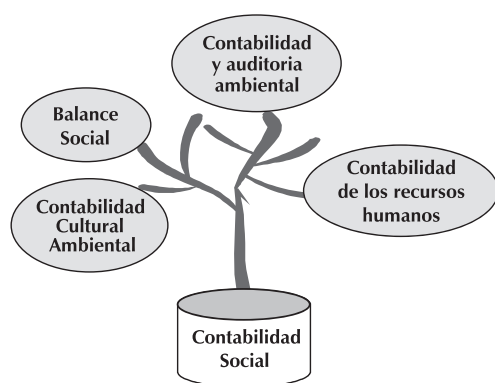 Contabilidad
y auditoria
ambiental
Balance
Social
Contabilidad
de los recursos
humanos
Contabilidad
Cultural
Ambiental
Contabilidad
Social